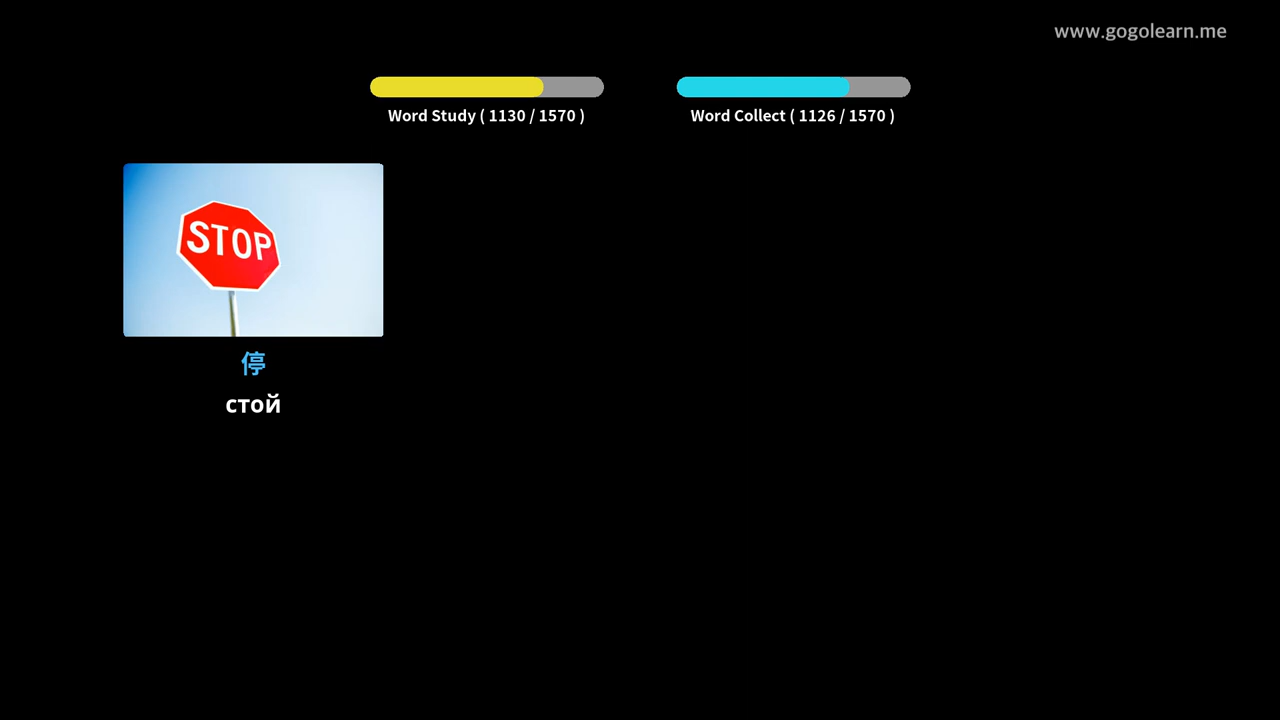 www.gogolearn.me
Word Study ( 1130 / 1570 )
Word Collect ( 1126 / 1570 )
STOP
停
стой